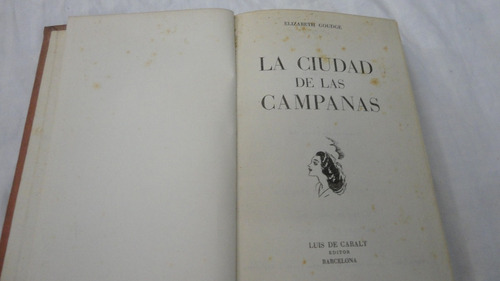 ELIZABETH GOUDGE
LA CIUDAD
DE LAS
CAMPANAS
LUIS DE CARALT
EDITOR
BARCELONA